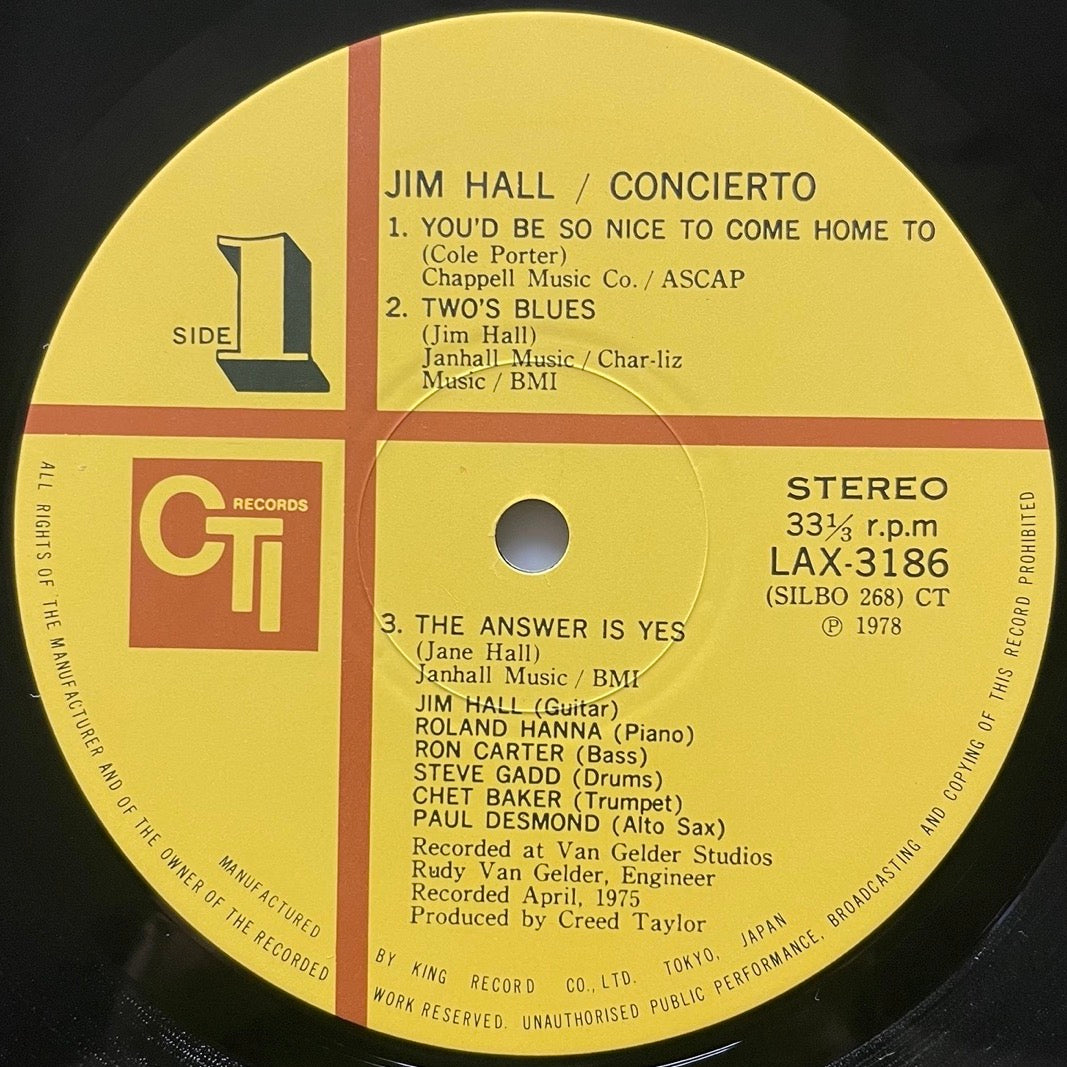 JIM HALL / CONCIERTO
1. YOU'D BE SO NICE TO COME HOME TO
(Cole Porter)
Chappell Music Co. / ASCAP
2. TWO'S BLUES
(Jim Hall)
Janhall Music / Char-liz
Music / BMI
SIDE 1
CTI RECORDS
STEREO
33⅓ r.p.m
LAX-3186
(SILBO 268) CT
Ⓟ 1978
3. THE ANSWER IS YES
(Jane Hall)
Janhall Music / BMI
JIM HALL (Guitar)
ROLAND HANNA (Piano)
RON CARTER (Bass)
STEVE GADD (Drums)
CHET BAKER (Trumpet)
PAUL DESMOND (Alto Sax)
Recorded at Van Gelder Studios
Rudy Van Gelder, Engineer
Recorded April, 1975
Produced by Creed Taylor
MANUFACTURED BY KING RECORD CO., LTD. TOKYO, JAPAN
ALL RIGHTS OF THE MANUFACTURER AND OF THE OWNER OF THE RECORDED WORK RESERVED. UNAUTHORISED PUBLIC PERFORMANCE, BROADCASTING AND COPYING OF THIS RECORD PROHIBITED